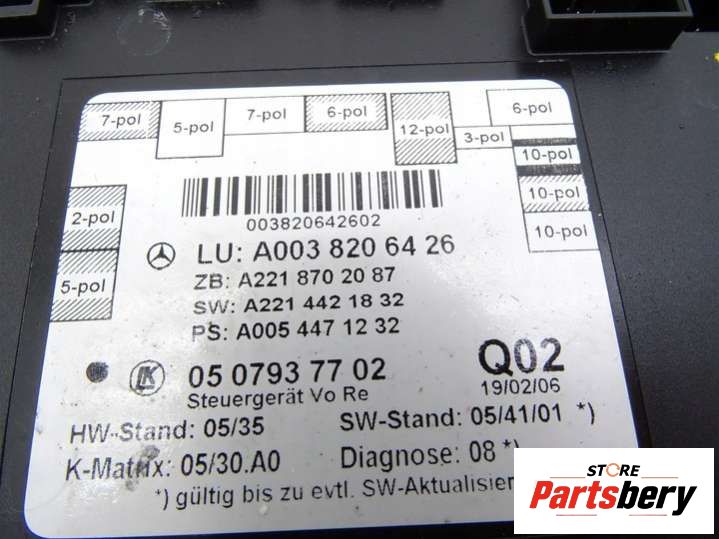 7-pol
5-pol
7-pol
6-pol
12-pol
3-pol
6-pol
10-pol
10-pol
10-pol
2-pol
5-pol
003820642602
LU: A003 820 64 26
ZB: A221 870 20 87
SW: A221 442 18 32
PS: A005 447 12 32
LK 05 0793 77 02
Q02
Steuergerät Vo Re
19/02/06
HW-Stand: 05/35
SW-Stand: 05/41/01 *)
K-Matrix: 05/30.A0
Diagnose: 08 *)
*) gültig bis zu evtl. SW-Aktualisier
STORE
Partsbery